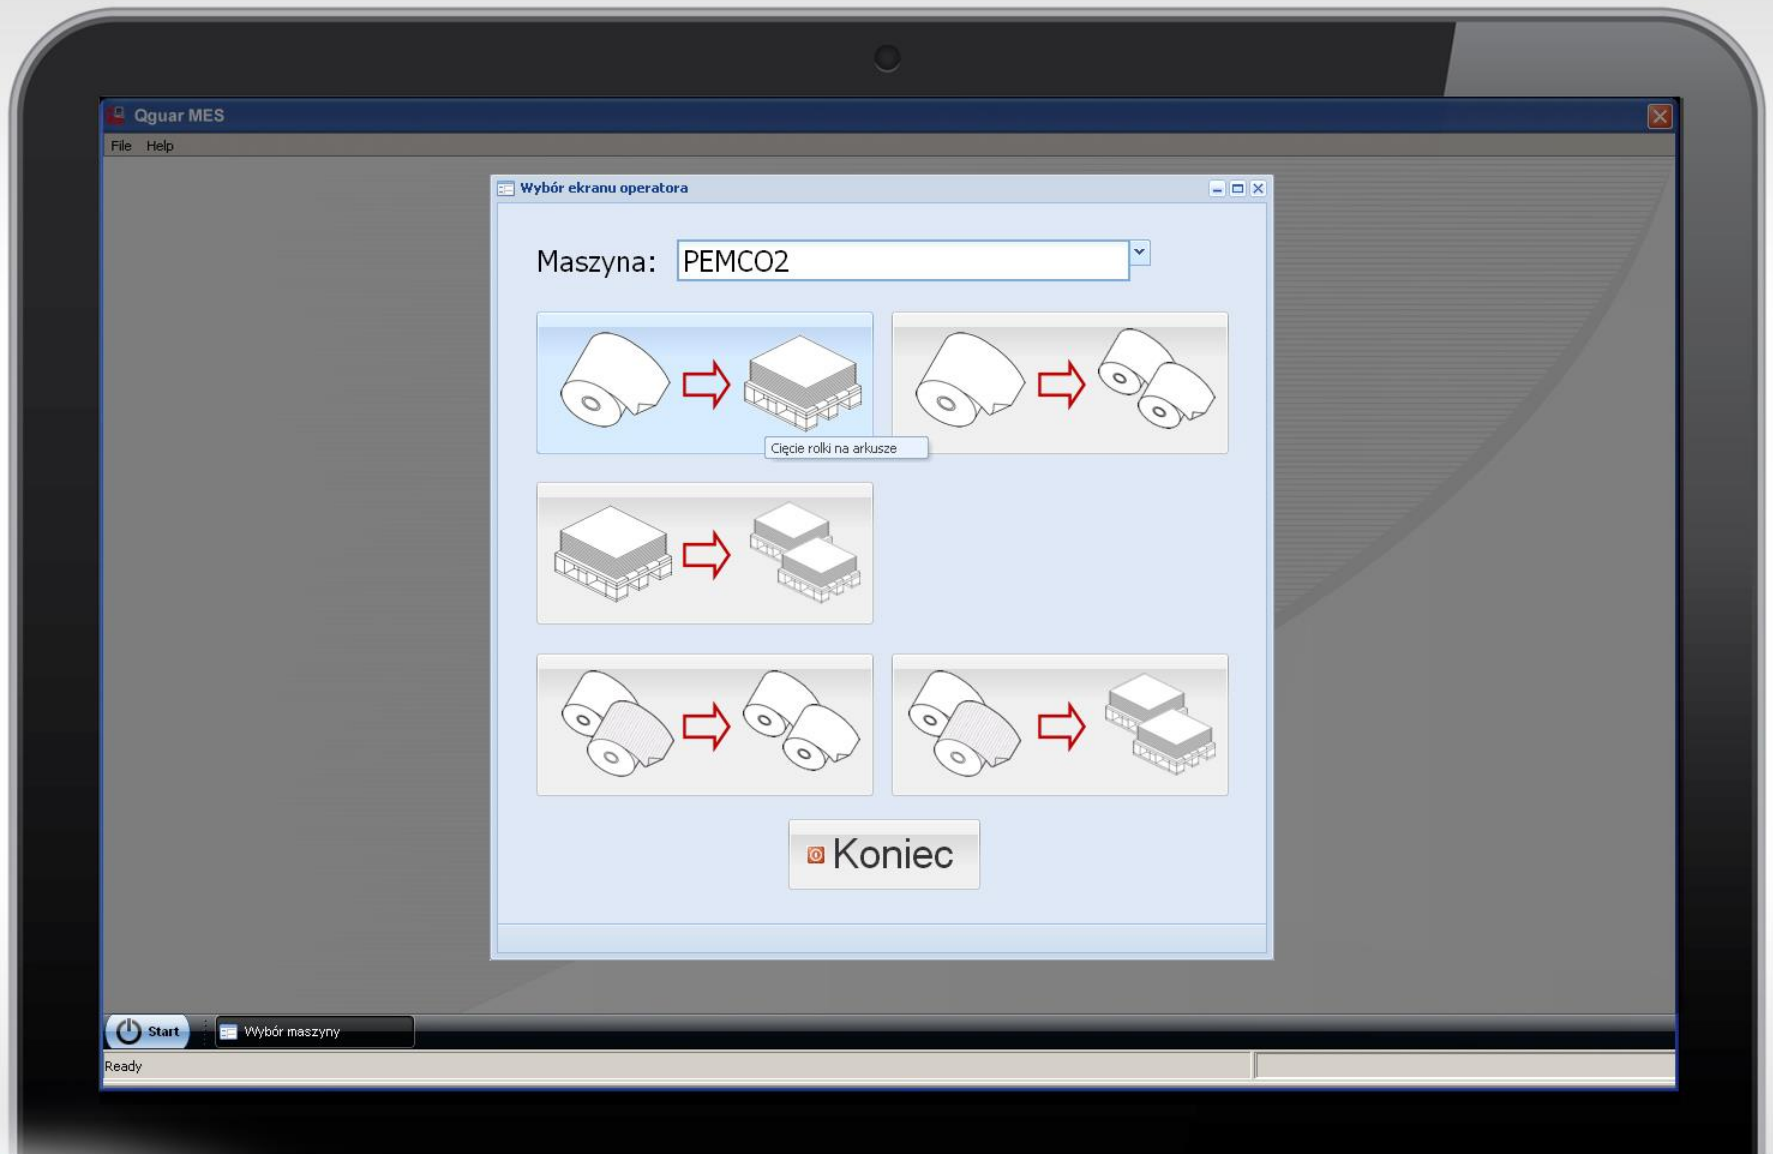 Qguar MES
File Help
Wybór ekranu operatora
Maszyna: PEMCO2
Cięcie rolki na arkusze
Koniec
Start Wybór maszyny
Ready